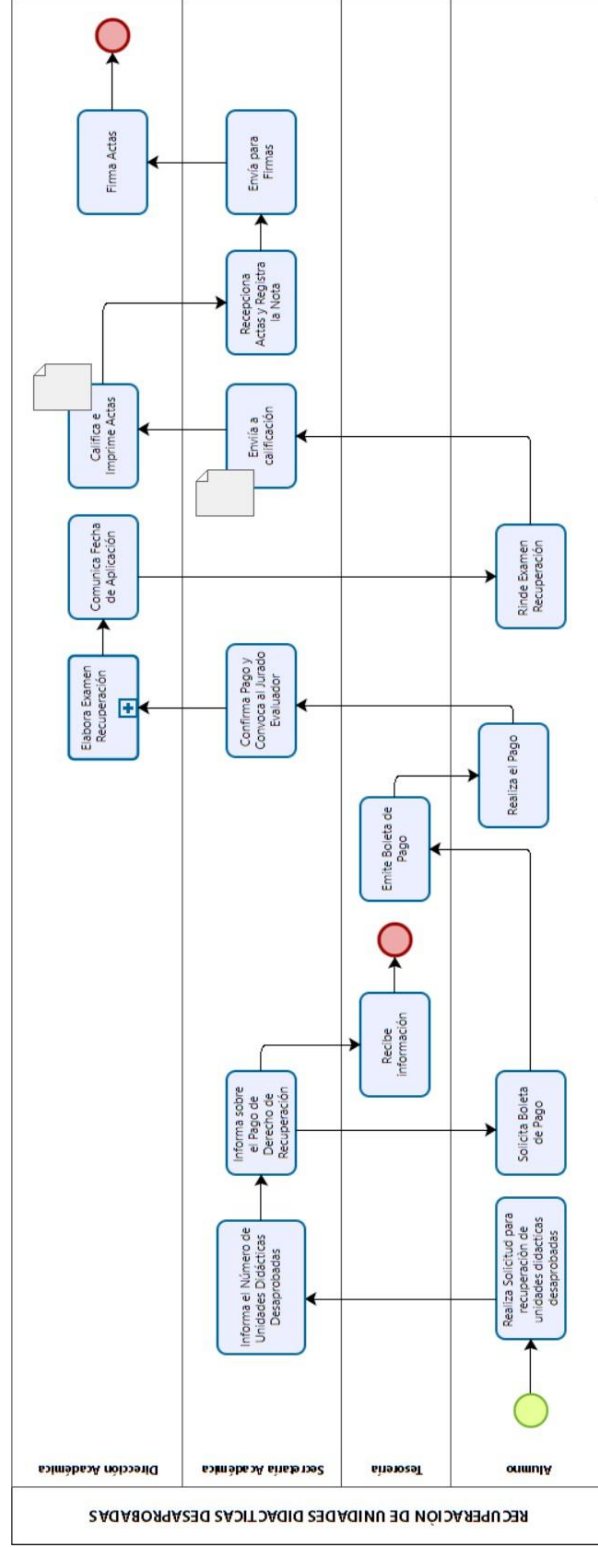 RECUPERACIÓN DE UNIDADES DIDACTICAS DESAPROBADAS
Dirección Académica
Elabora Examen
Recuperación
Comunica Fecha
de Aplicación
Califica e
Imprime Actas
Firma Actas
Secretaria Académica
Informa el Número de
Unidades Didácticas
Desaprobadas
Informa sobre
el Pago de
Derecho de
Recuperación
Confirma Pago y
Convoca al Jurado
Evaluador
Envíia a
calificación
Recepciona
Actas y Registra
la Nota
Envía para
Firmas
Tesorería
Recibe
información
Emite Boleta de
Pago
Alumno
Realiza Solicitud para
recuperación de
unidades didacticas
desaprobadas
Solicita Boleta
de Pago
Realiza el Pago
Rinde Examen
Recuperación